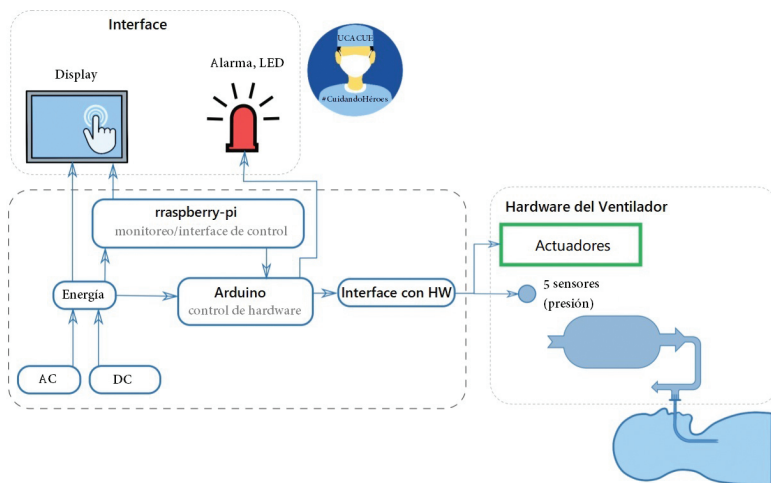 Interface
Display
Alarma, LED
UCACUE
#CuidandoHéroes
rraspberry-pi
monitoreo/interface de control
Energía
Arduino
control de hardware
Interface con HW
AC
DC
Hardware del Ventilador
Actuadores
5 sensores
(presión)